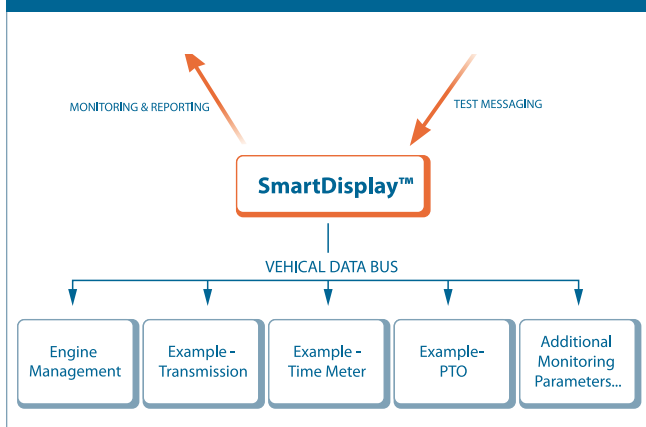 MONITORING & REPORTING
TEST MESSAGING
SmartDisplay™
VEHICAL DATA BUS
Engine
Management
Example -
Transmission
Example -
Time Meter
Example-
PTO
Additional
Monitoring
Parameters...